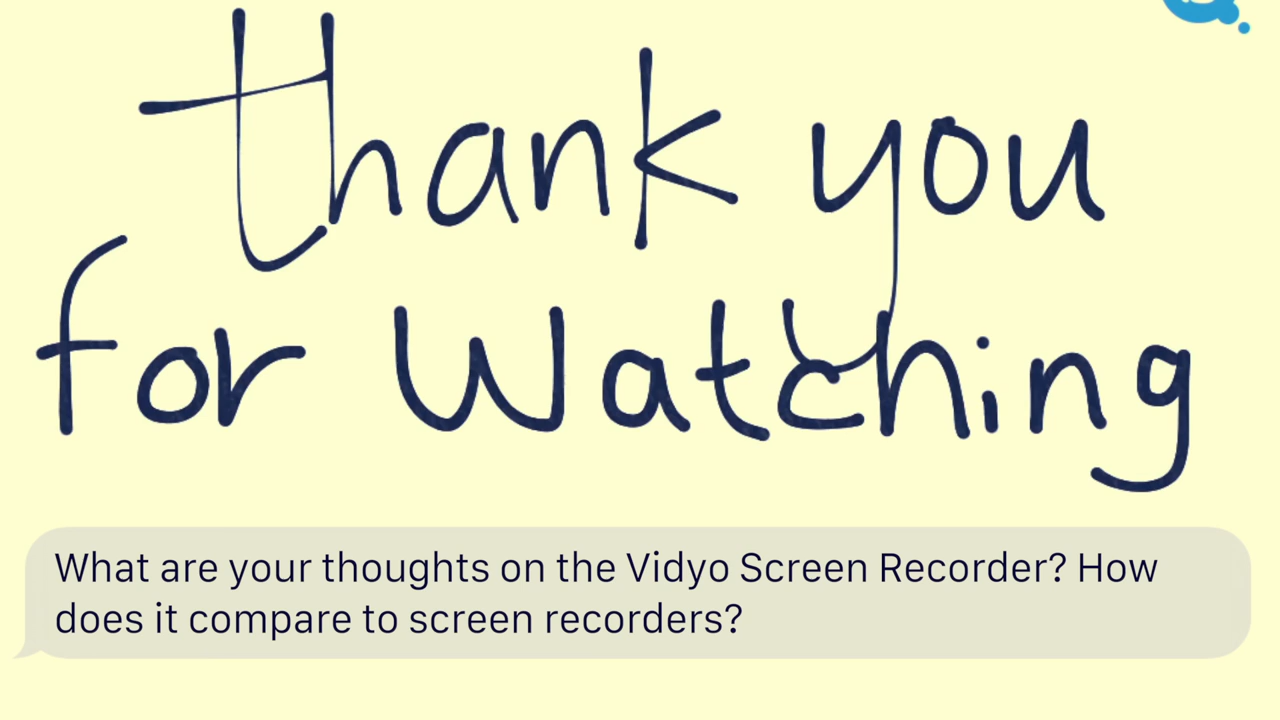 thank you
for Watching
What are your thoughts on the Vidyo Screen Recorder? How
does it compare to screen recorders?